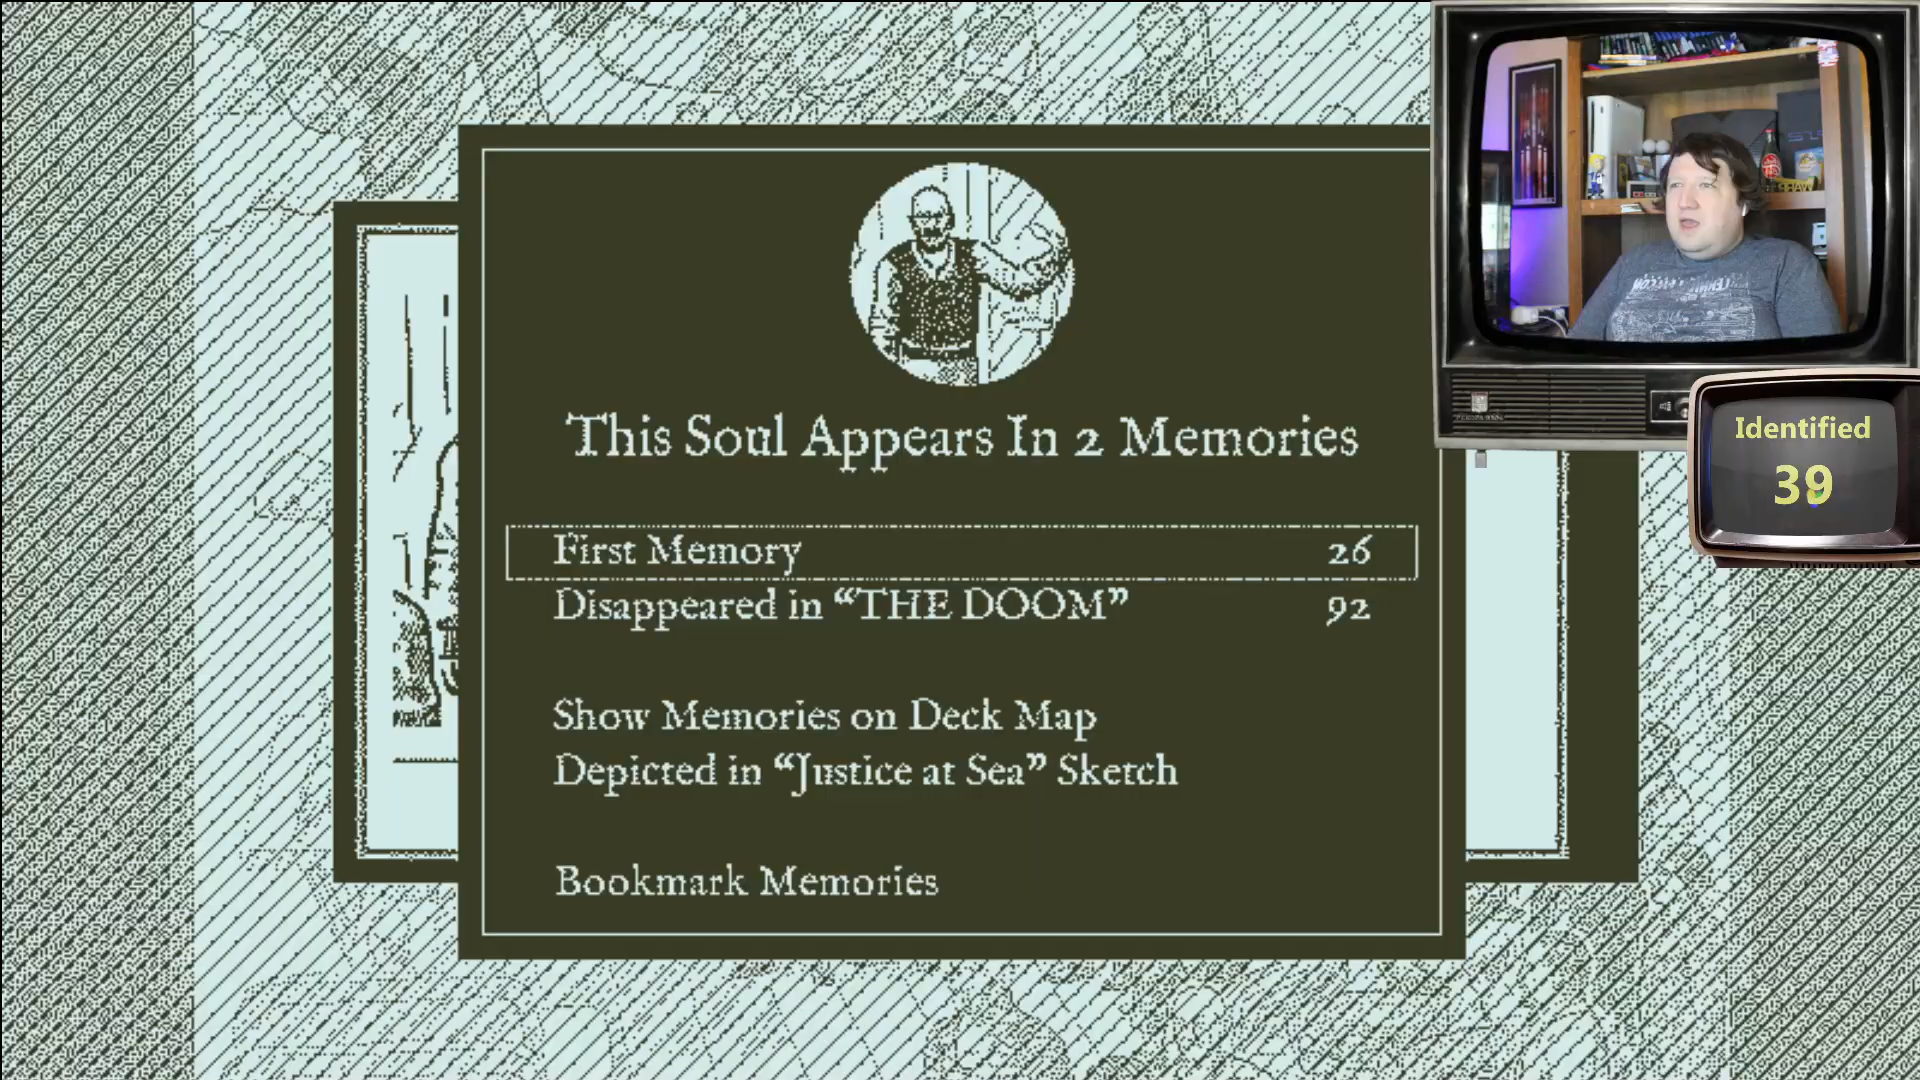 This Soul Appears In 2 Memories
First Memory 26
Disappeared in “THE DOOM” 92
Show Memories on Deck Map
Depicted in “Justice at Sea” Sketch
Bookmark Memories
Identified
39